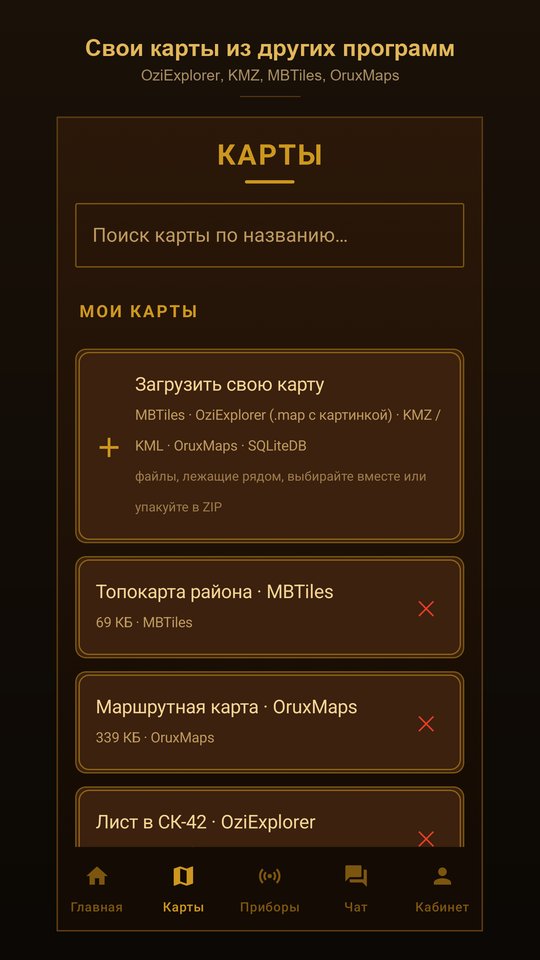 Свои карты из других программ
OziExplorer, KMZ, MBTiles, OruxMaps
КАРТЫ
Поиск карты по названию…
МОИ КАРТЫ
Загрузить свою карту
MBTiles · OziExplorer (.map с картинкой) · KMZ /
KML · OruxMaps · SQLiteDB
файлы, лежащие рядом, выбирайте вместе или
упакуйте в ZIP
Топокарта района · MBTiles
69 КБ · MBTiles
Маршрутная карта · OruxMaps
339 КБ · OruxMaps
Лист в СК-42 · OziExplorer
Главная Карты Приборы Чат Кабинет